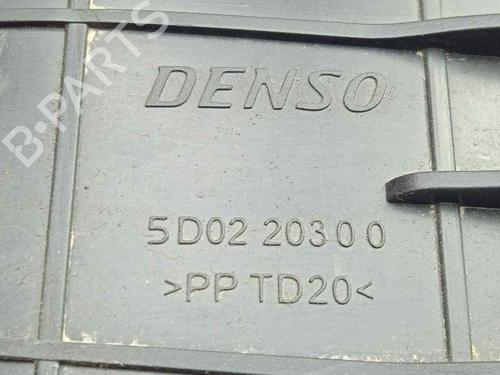 B-PARTS
DENSO
5D02 20300
>PP TD20<